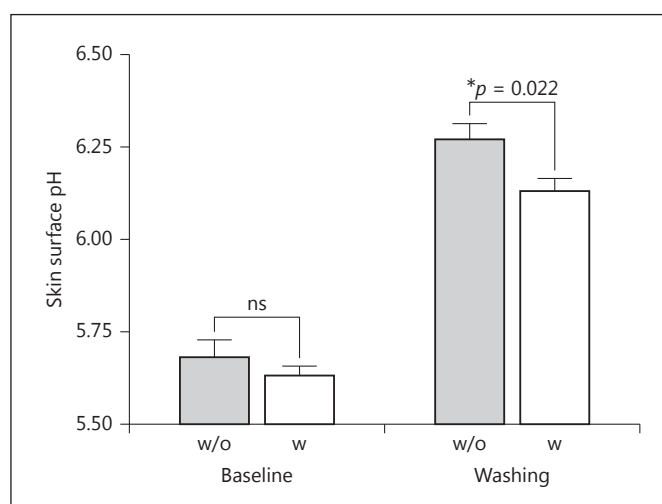 Skin surface pH
6.50
6.25
6.00
5.75
5.50
ns
*p = 0.022
w/o w w/o w
Baseline Washing